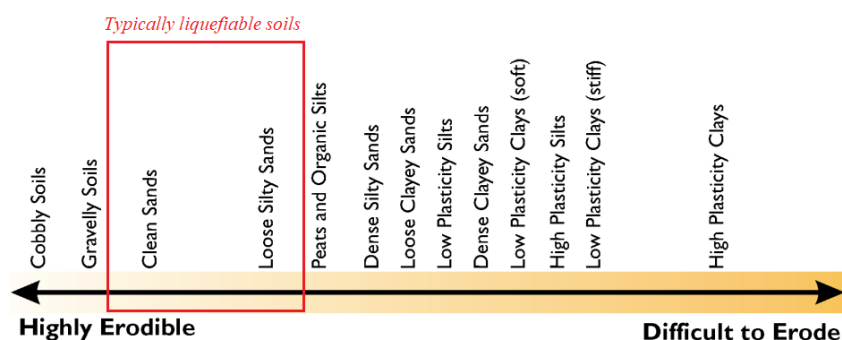 Typically liquefiable soils
Cobbly Soils
Gravelly Soils
Clean Sands
Loose Silty Sands
Peats and Organic Silts
Dense Silty Sands
Loose Clayey Sands
Low Plasticity Silts
Dense Clayey Sands
Low Plasticity Clays (soft)
High Plasticity Silts
Low Plasticity Clays (stiff)
High Plasticity Clays
Highly Erodible
Difficult to Erode